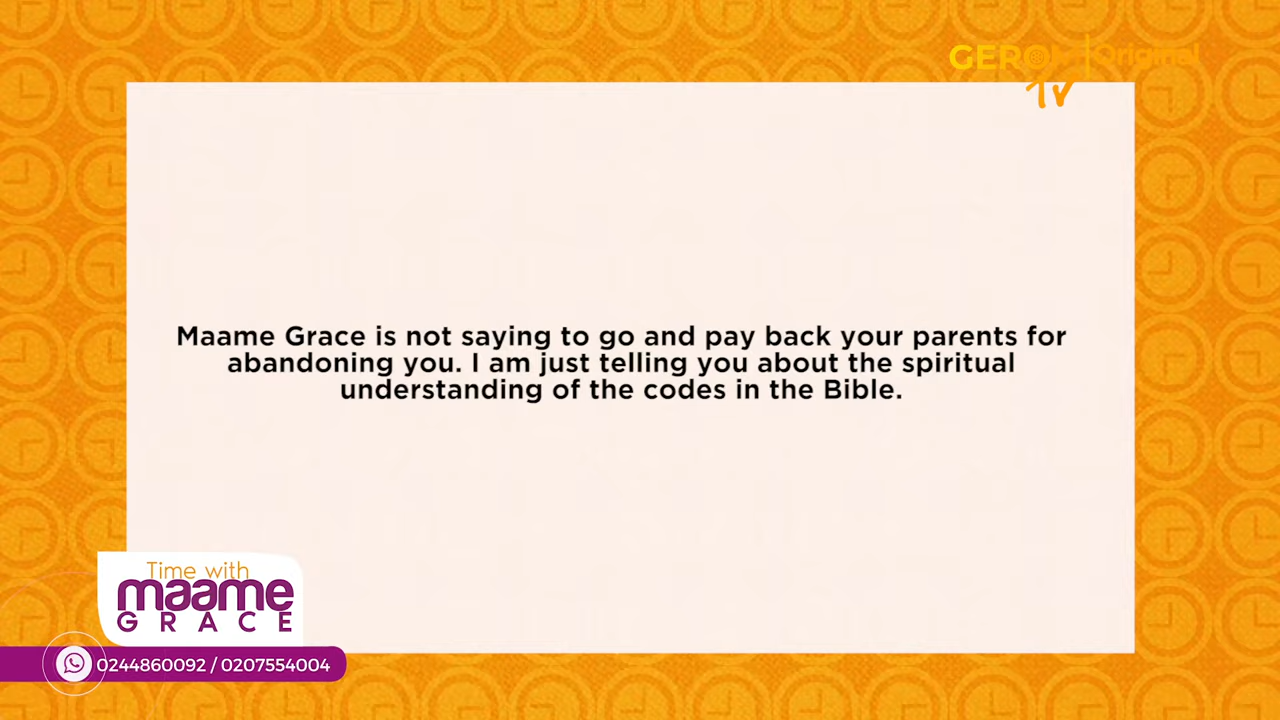 GEROM|Original
TV
Maame Grace is not saying to go and pay back your parents for
abandoning you. I am just telling you about the spiritual
understanding of the codes in the Bible.
Time with
maame
GRACE
0244860092 / 0207554004